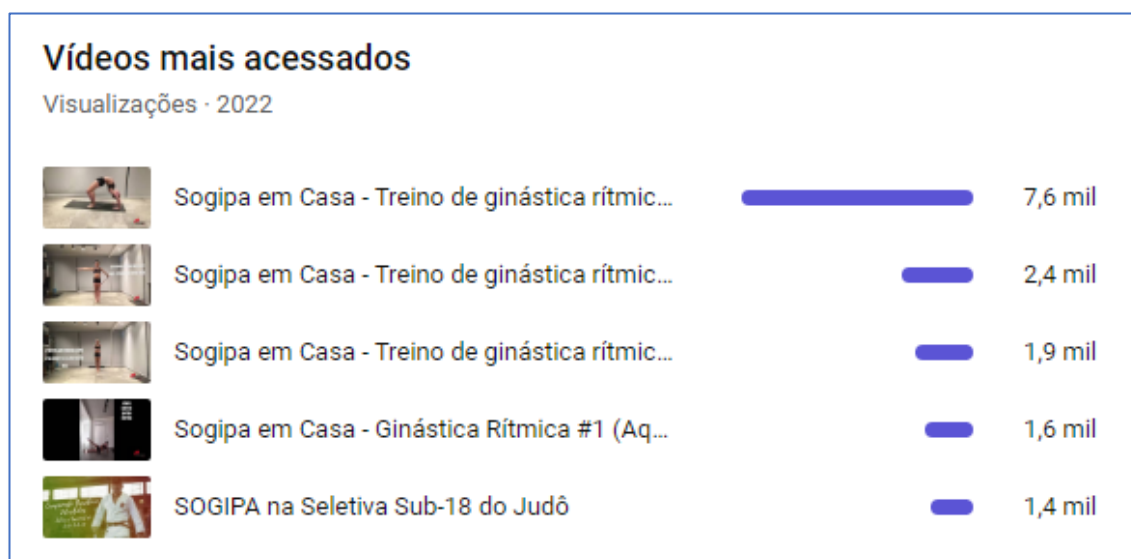 Vídeos mais acessados
Visualizações · 2022
Sogipa em Casa - Treino de ginástica rítmic... 7,6 mil
Sogipa em Casa - Treino de ginástica rítmic... 2,4 mil
Sogipa em Casa - Treino de ginástica rítmic... 1,9 mil
Sogipa em Casa - Ginástica Rítmica #1 (Aq... 1,6 mil
SOGIPA na Seletiva Sub-18 do Judô 1,4 mil